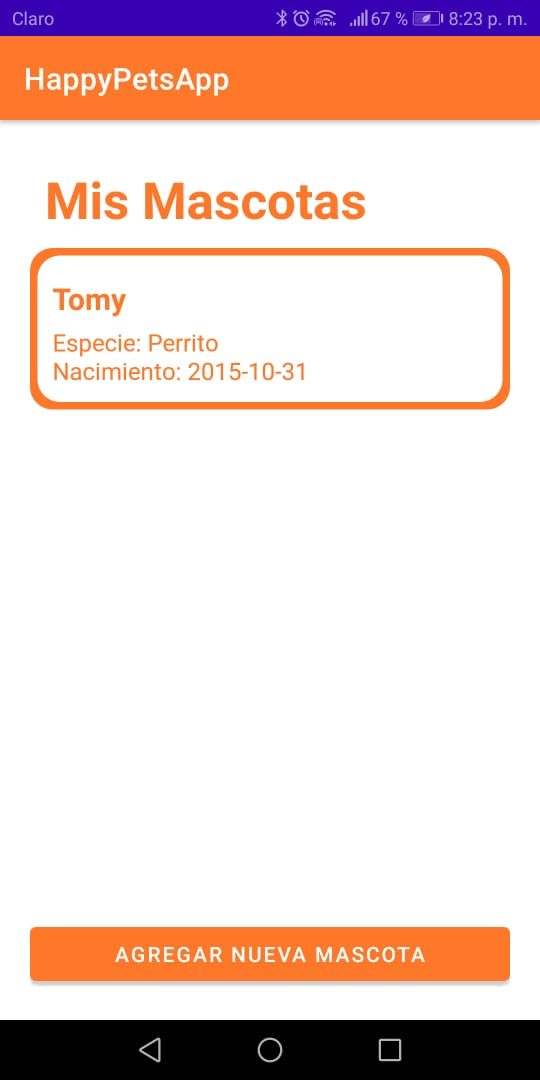 Claro 67 % 8:23 p. m.
HappyPetsApp
Mis Mascotas
Tomy
Especie: Perrito
Nacimiento: 2015-10-31
AGREGAR NUEVA MASCOTA